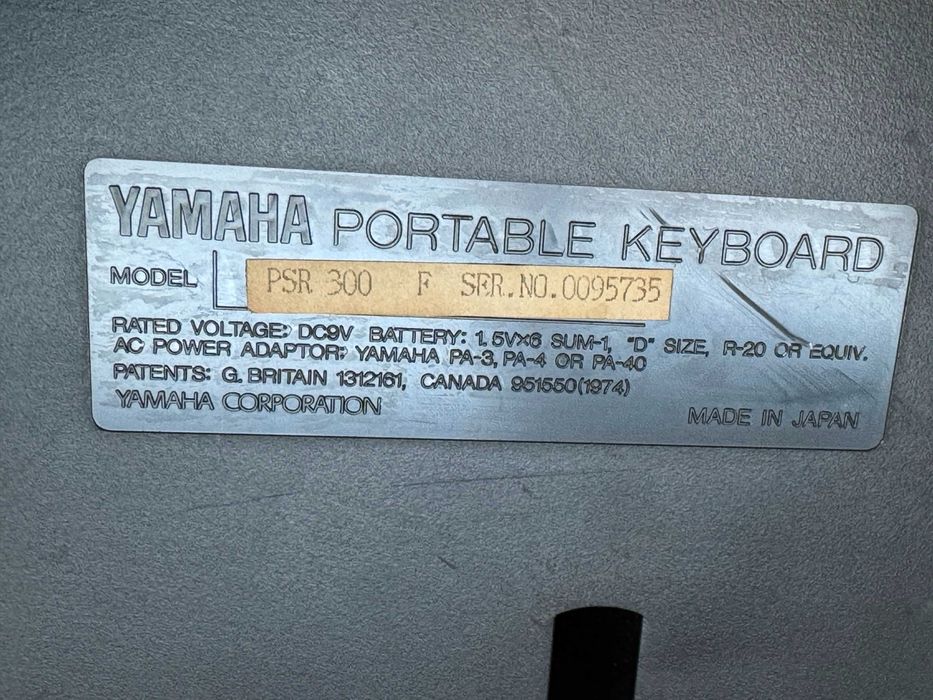 YAMAHA PORTABLE KEYBOARD
MODEL PSR 300 F SER.NO.0095735
RATED VOLTAGE: DC9V BATTERY: 1.5V×6 SUM-1, "D" SIZE, R-20 OR EQUIV.
AC POWER ADAPTOR: YAMAHA PA-3, PA-4 OR PA-40
PATENTS: G. BRITAIN 1312161, CANADA 951550(1974)
YAMAHA CORPORATION MADE IN JAPAN